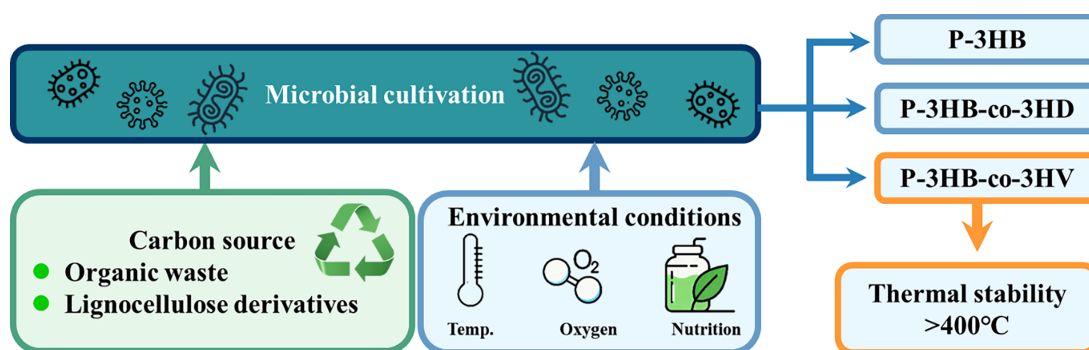 Microbial cultivation
P-3HB
P-3HB-co-3HD
P-3HB-co-3HV
Carbon source
Organic waste
Lignocellulose derivatives
Environmental conditions
O₂
Temp.
Oxygen
Nutrition
Thermal stability
>400℃